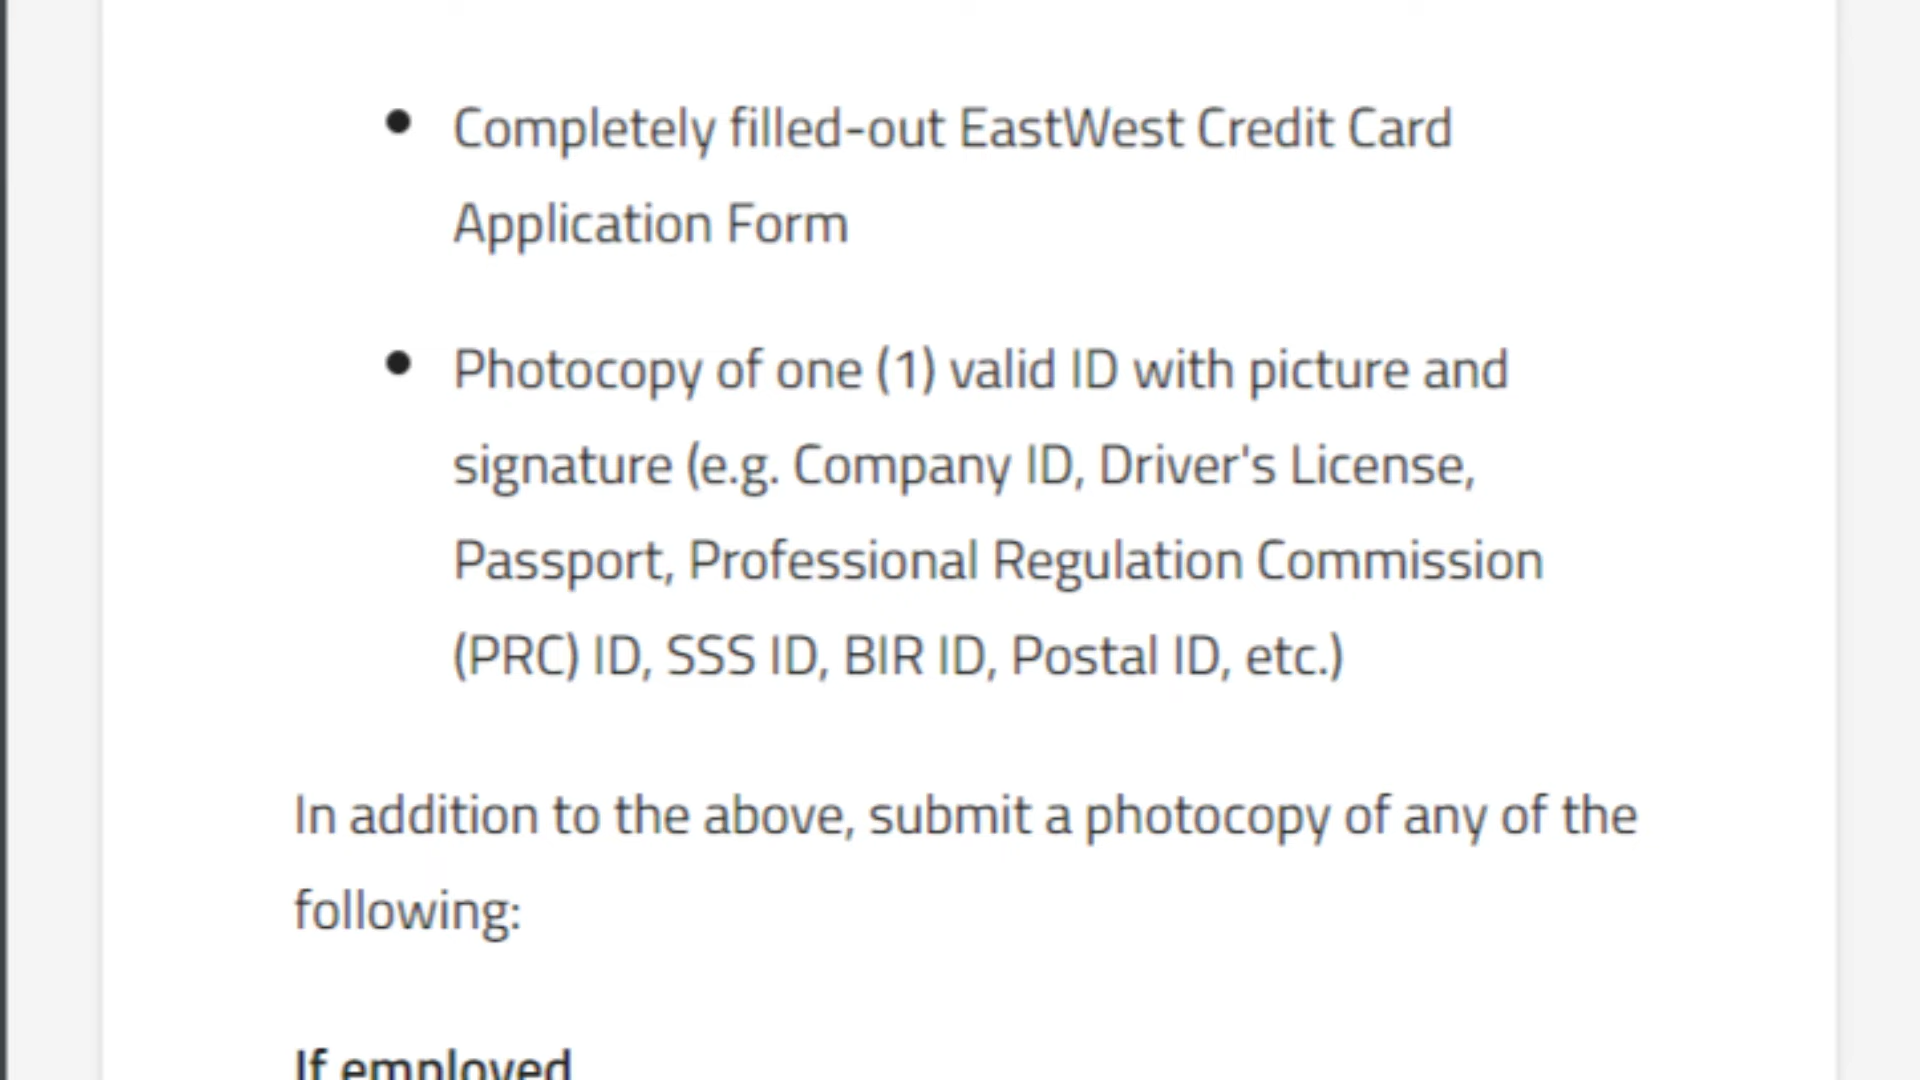 Completely filled-out EastWest Credit Card
Application Form
Photocopy of one (1) valid ID with picture and
signature (e.g. Company ID, Driver's License,
Passport, Professional Regulation Commission
(PRC) ID, SSS ID, BIR ID, Postal ID, etc.)
In addition to the above, submit a photocopy of any of the
following:
If employed